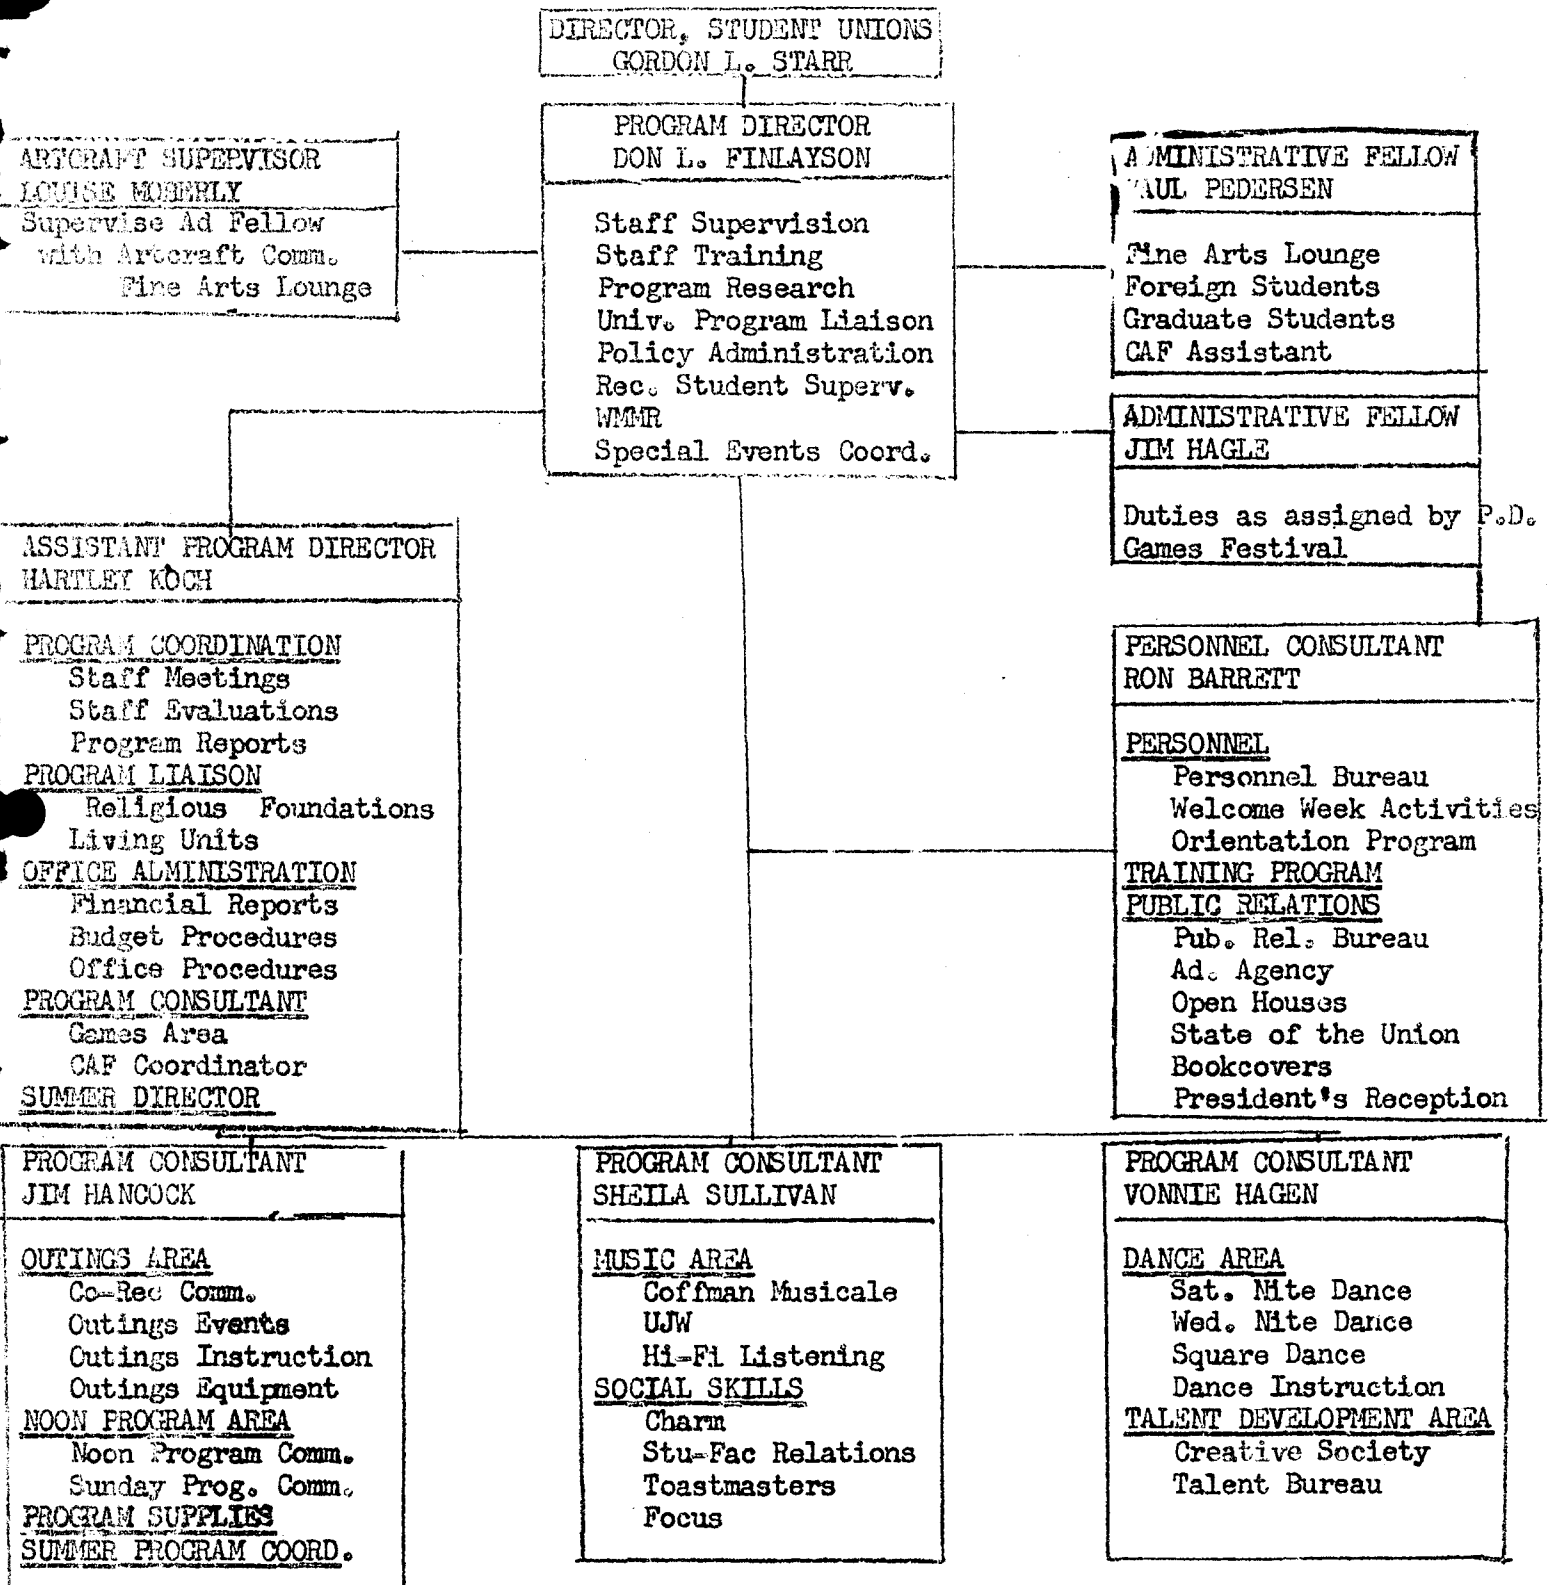 DIRECTOR, STUDENT UNIONS
GORDON L. STARR
PROGRAM DIRECTOR
DON L. FINLAYSON
Staff Supervision
Staff Training
Program Research
Univ. Program Liaison
Policy Administration
Rec. Student Superv.
WMMR
Special Events Coord.
ARTCRAFT SUPERVISOR
LOUISE MOBERLY
Supervise Ad Fellow
with Artcraft Comm.
Fine Arts Lounge
ADMINISTRATIVE FELLOW
PAUL PEDERSEN
Fine Arts Lounge
Foreign Students
Graduate Students
CAF Assistant
ADMINISTRATIVE FELLOW
JIM HAGLE
Duties as assigned by P.D.
Games Festival
ASSISTANT PROGRAM DIRECTOR
HARTLEY KOCH
PROGRAM COORDINATION
Staff Meetings
Staff Evaluations
Program Reports
PROGRAM LIAISON
Religious Foundations
Living Units
OFFICE ADMINISTRATION
Financial Reports
Budget Procedures
Office Procedures
PROGRAM CONSULTANT
Games Area
CAF Coordinator
SUMMER DIRECTOR
PERSONNEL CONSULTANT
RON BARRETT
PERSONNEL
Personnel Bureau
Welcome Week Activities
Orientation Program
TRAINING PROGRAM
PUBLIC RELATIONS
Pub. Rel. Bureau
Ad. Agency
Open Houses
State of the Union
Bookcovers
President's Reception
PROGRAM CONSULTANT
JIM HANCOCK
OUTINGS AREA
Co-Rec Comm.
Outings Events
Outings Instruction
Outings Equipment
NOON PROGRAM AREA
Noon Program Comm.
Sunday Prog. Comm.
PROGRAM SUPPLIES
SUMMER PROGRAM COORD.
PROGRAM CONSULTANT
SHEILA SULLIVAN
MUSIC AREA
Coffman Musicale
UJW
Hi-Fi Listening
SOCIAL SKILLS
Charm
Stu-Fac Relations
Toastmasters
Focus
PROGRAM CONSULTANT
VONNIE HAGEN
DANCE AREA
Sat. Nite Dance
Wed. Nite Dance
Square Dance
Dance Instruction
TALENT DEVELOPMENT AREA
Creative Society
Talent Bureau